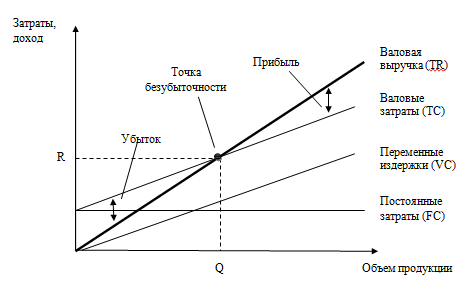 Затраты,
доход
Точка
безубыточности
Прибыль
Валовая
выручка (TR)
Валовые
затраты (TC)
Убыток
Переменные
издержки (VC)
R
Постоянные
затраты (FC)
Q
Объем продукции